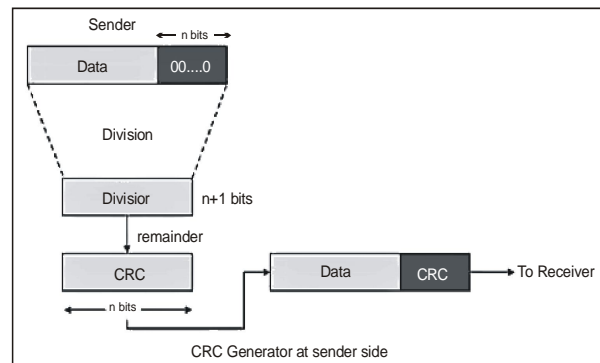 Sender
n bits
Data 00....0
Division
Divisior n+1 bits
remainder
CRC
Data CRC To Receiver
n bits
CRC Generator at sender side